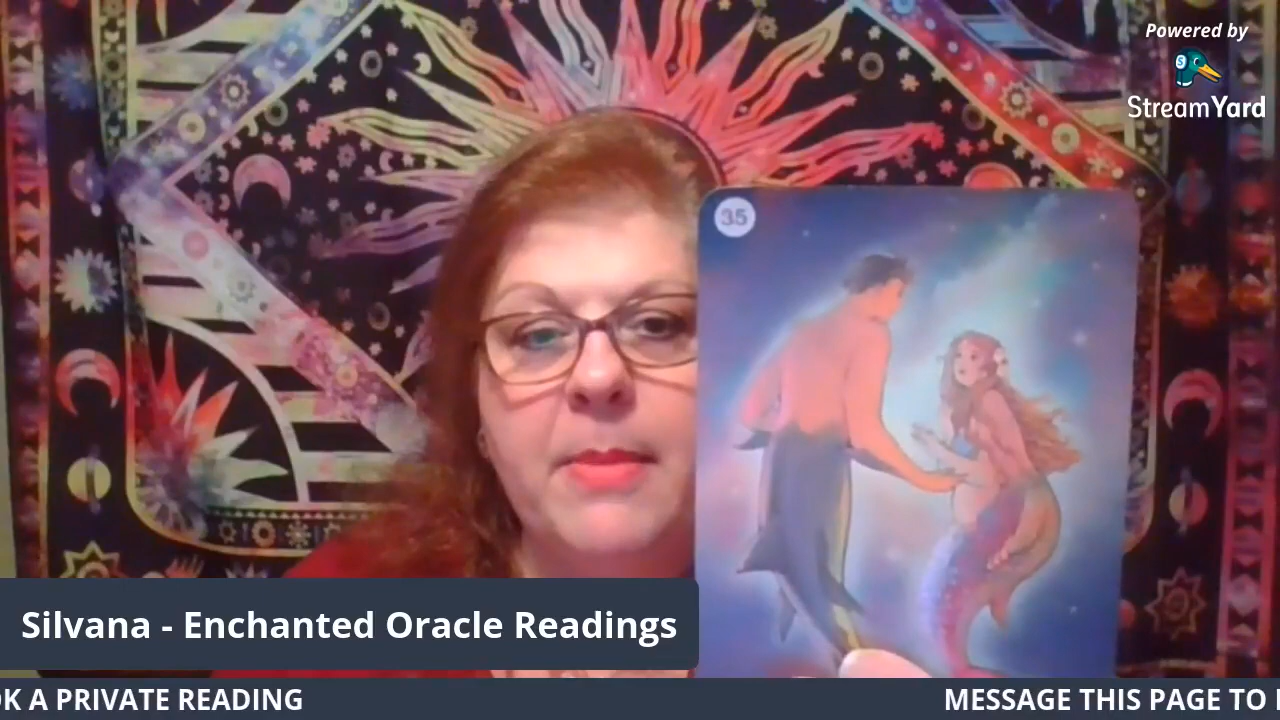 Powered by
StreamYard
35
Silvana - Enchanted Oracle Readings
A PRIVATE READING
MESSAGE THIS PAGE TO